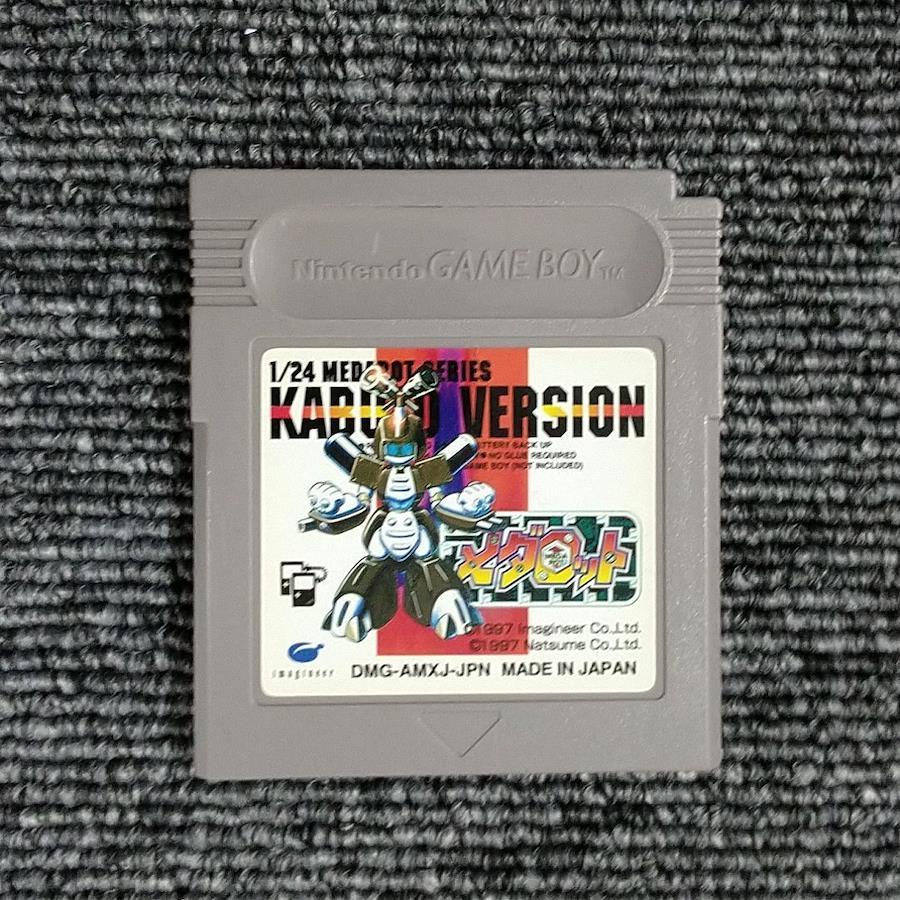 Nintendo GAME BOY TM
1/24 MEDAROT SERIES
KABUTO VERSION
BATTERY BACK UP
NO GLUE REQUIRED
GAME BOY (NOT INCLUDED)
メダロット
©1997 Imagineer Co.,Ltd.
©1997 Natsume Co.,Ltd.
imagineer
DMG-AMXJ-JPN MADE IN JAPAN